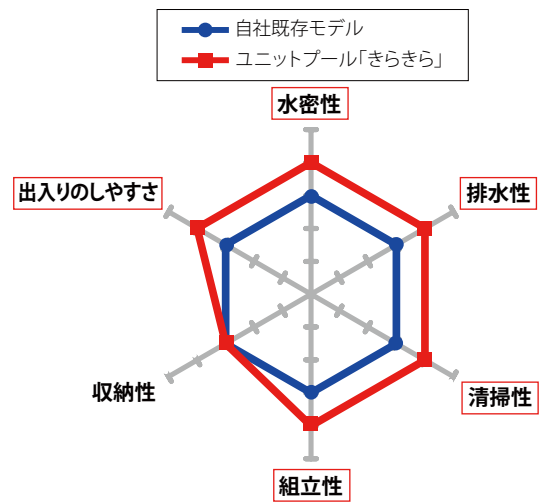 自社既存モデル
ユニットプール「きらきら」
水密性
出入りのしやすさ
排水性
収納性
清掃性
組立性